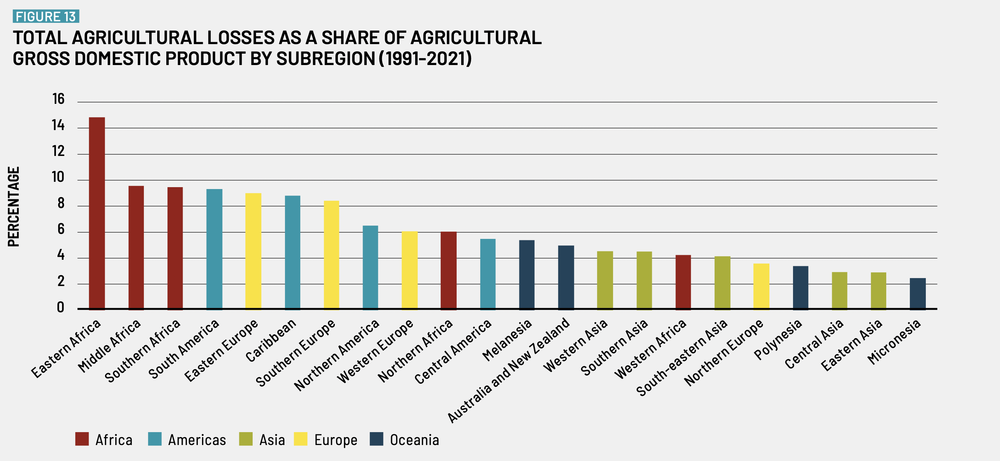 FIGURE 13
TOTAL AGRICULTURAL LOSSES AS A SHARE OF AGRICULTURAL
GROSS DOMESTIC PRODUCT BY SUBREGION (1991-2021)
PERCENTAGE
16
14
12
10
8
6
4
2
0
Eastern Africa
Middle Africa
Southern Africa
South America
Eastern Europe
Caribbean
Southern Europe
Northern America
Western Europe
Northern Africa
Central America
Melanesia
Australia and New Zealand
Western Asia
Southern Asia
Western Africa
South-eastern Asia
Northern Europe
Polynesia
Central Asia
Eastern Asia
Micronesia
Africa
Americas
Asia
Europe
Oceania